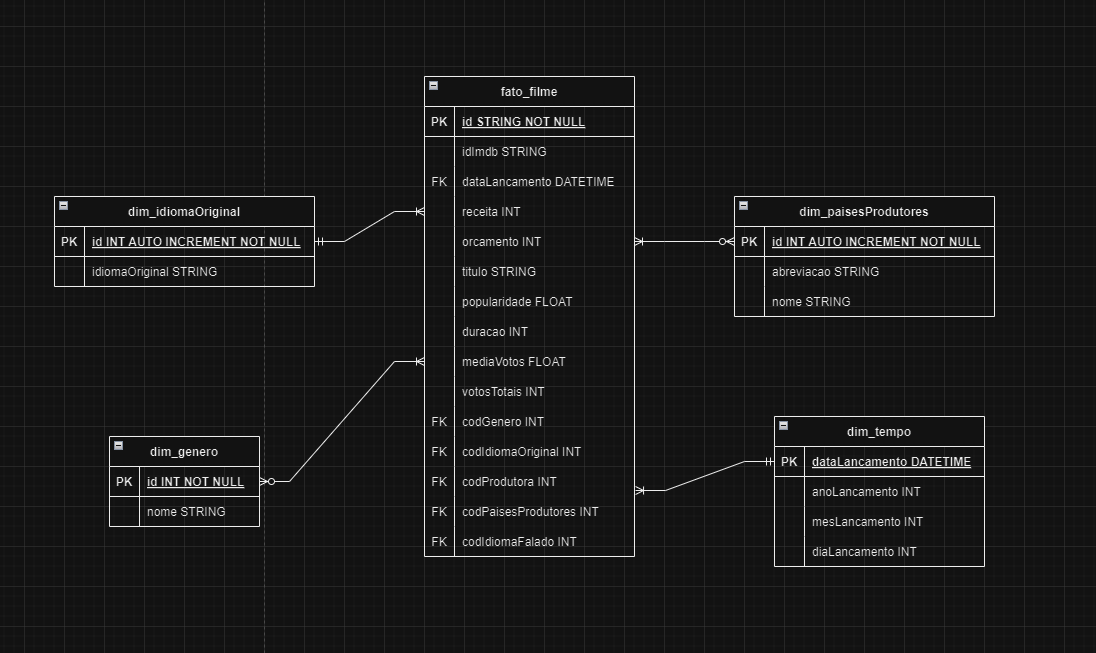 fato_filme
PK id STRING NOT NULL
idImdb STRING
FK dataLancamento DATETIME
receita INT
orcamento INT
titulo STRING
popularidade FLOAT
duracao INT
mediaVotos FLOAT
votosTotais INT
FK codGenero INT
FK codIdiomaOriginal INT
FK codProdutora INT
FK codPaisesProdutores INT
FK codIdiomaFalado INT
dim_idiomaOriginal
PK id INT AUTO INCREMENT NOT NULL
idiomaOriginal STRING
dim_genero
PK id INT NOT NULL
nome STRING
dim_paisesProdutores
PK id INT AUTO INCREMENT NOT NULL
abreviacao STRING
nome STRING
dim_tempo
PK dataLancamento DATETIME
anoLancamento INT
mesLancamento INT
diaLancamento INT